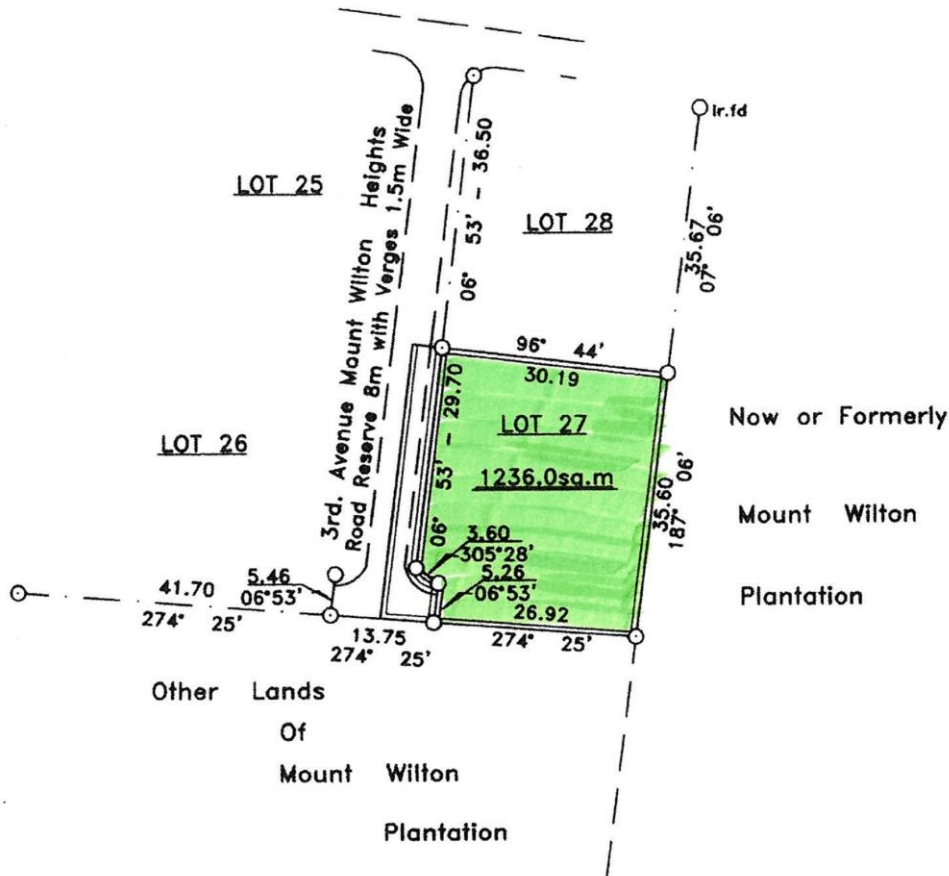 Ir.fd
3rd. Avenue Mount Wilton Heights
Road Reserve 8m with Verges 1.5m Wide
06° 53' - 36.50
35.67
07° 06'
LOT 25
LOT 28
96° 44'
30.19
LOT 27
06° 53' - 29.70
1236.0sq.m
35.60
187° 06'
Now or Formerly
Mount Wilton
Plantation
LOT 26
3.60
305°28'
5.26
06°53'
26.92
274° 25'
5.46
06°53'
41.70
274° 25'
13.75
274° 25'
Other Lands
Of
Mount Wilton
Plantation